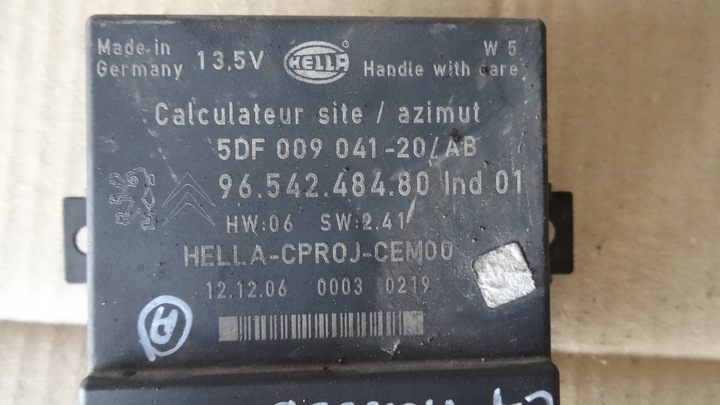 Made in Germany 13,5V HELLA W 5 Handle with care
Calculateur site / azimut
5DF 009 041-20/AB
96.542.484.80 Ind 01
HW:06 SW:2.41
HELLA-CPROJ-CEM00
12.12.06 0003 0219
A